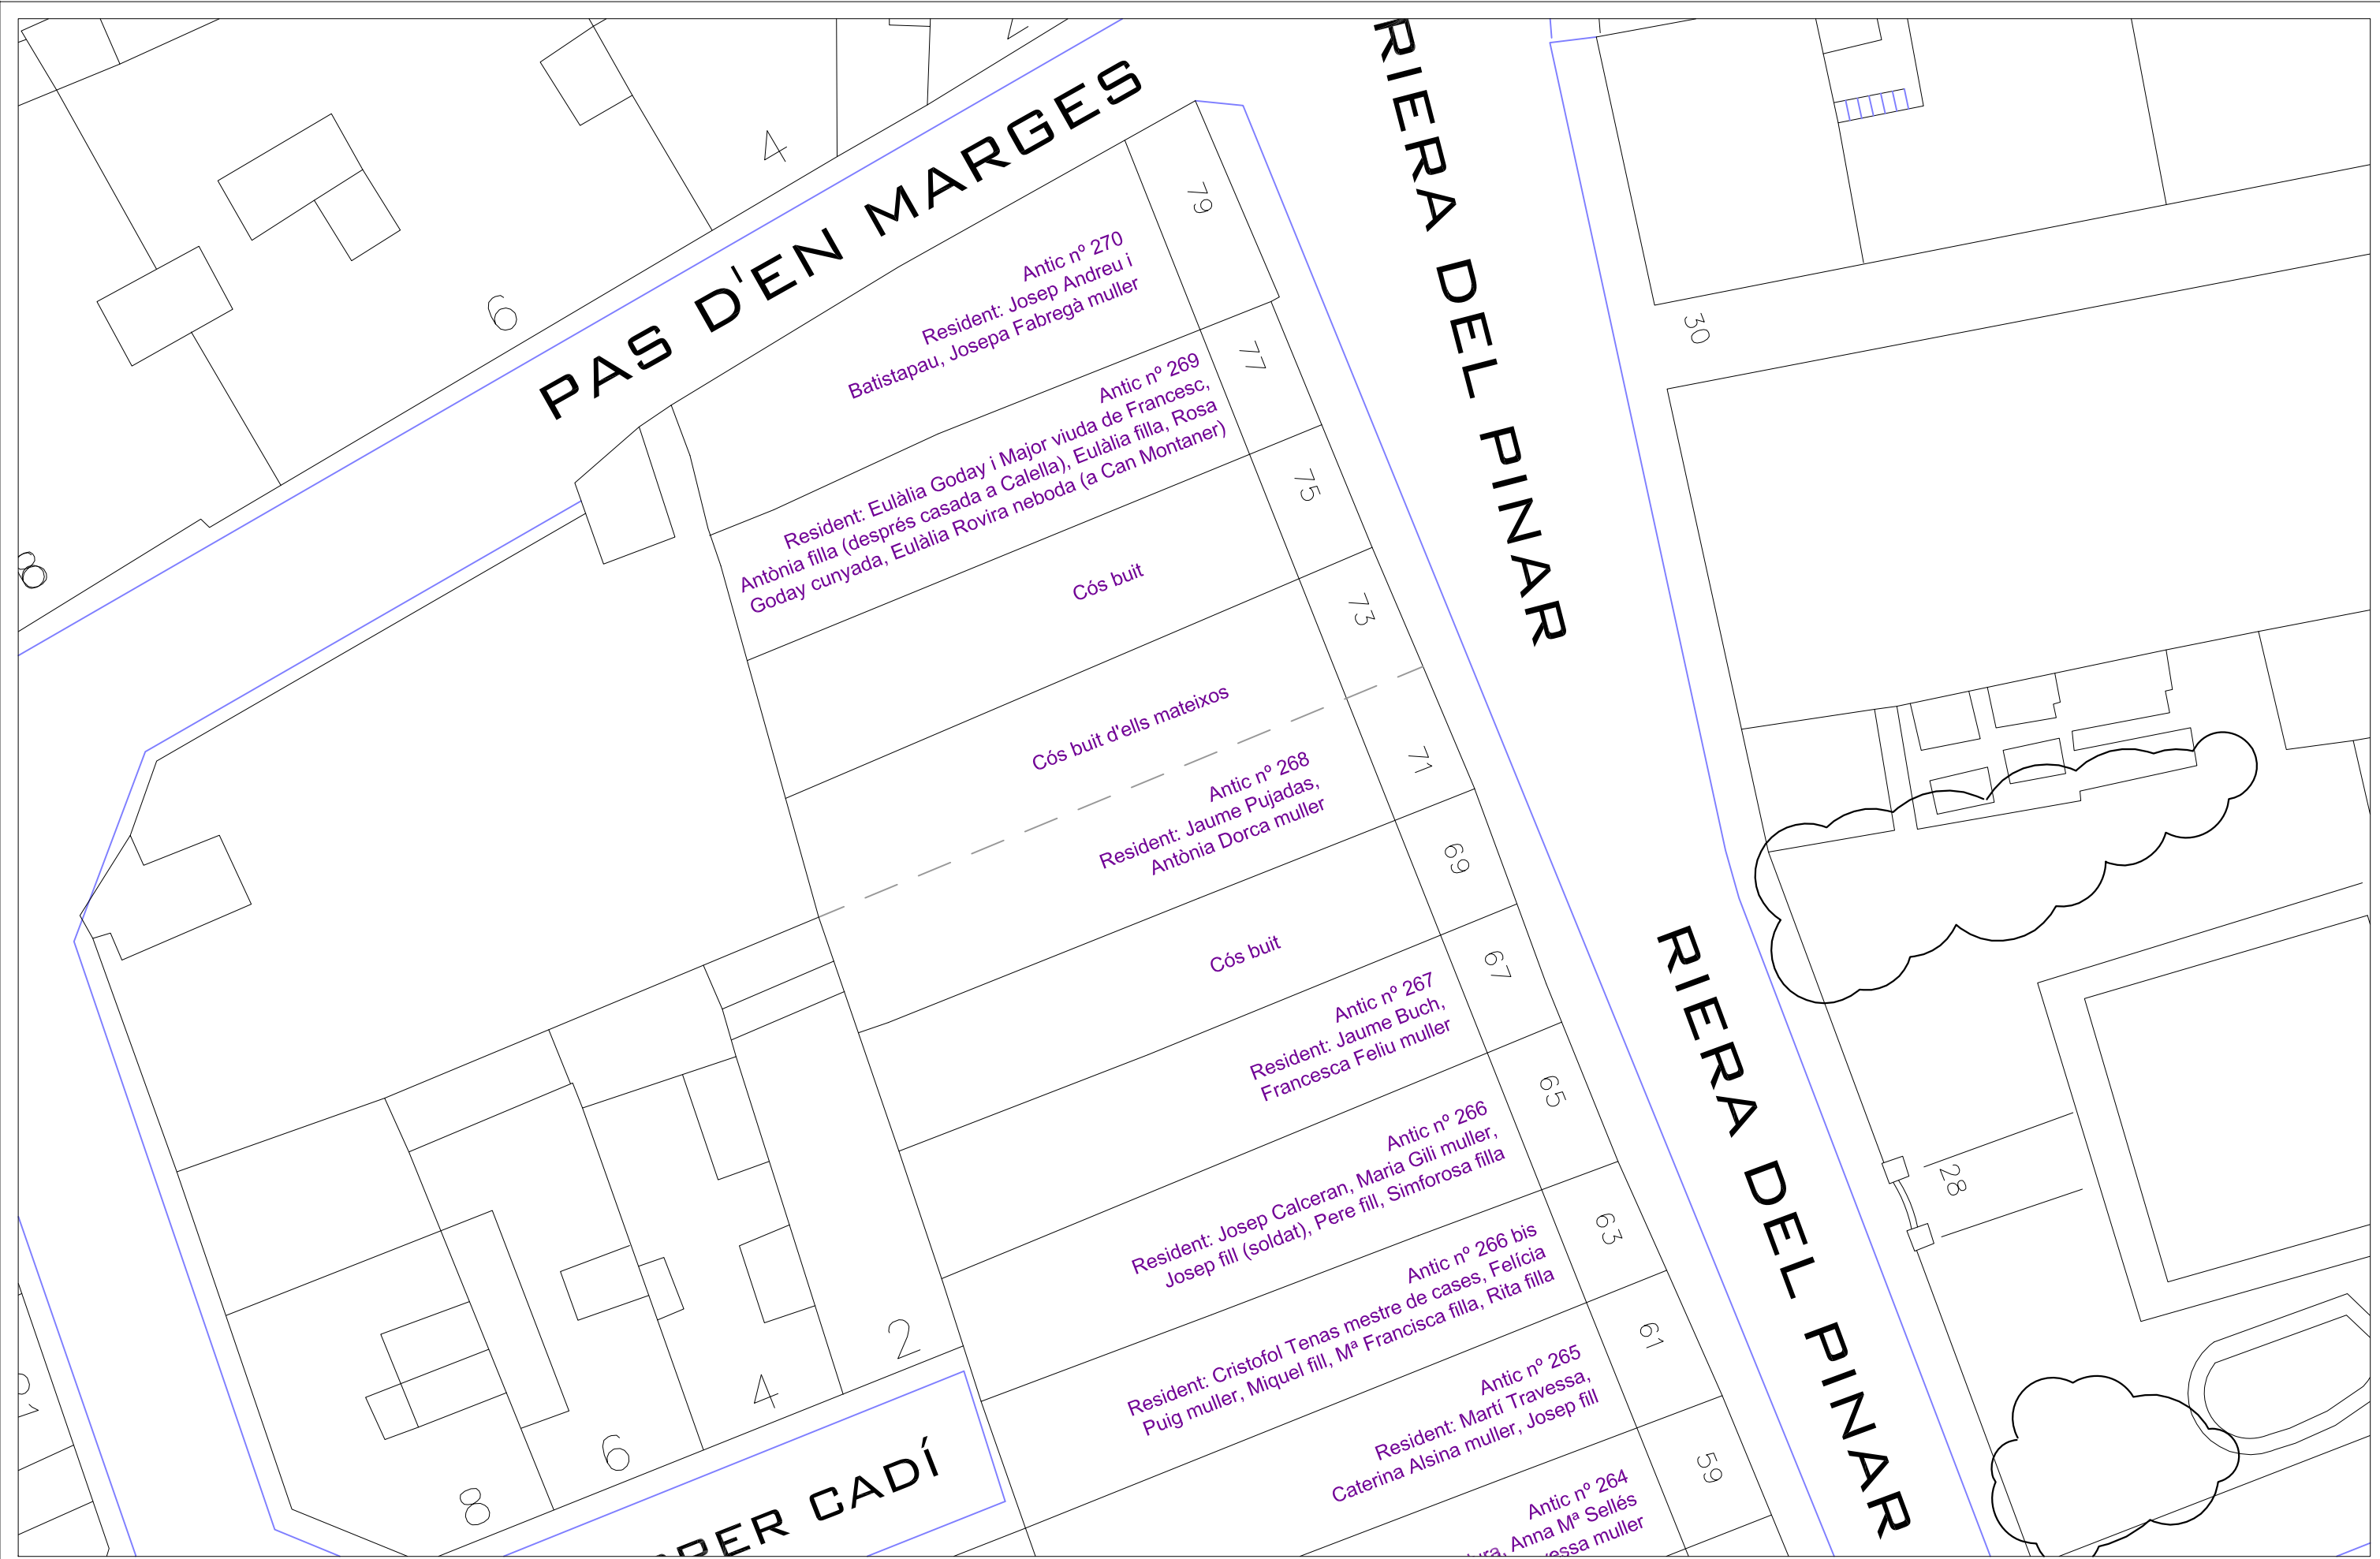 4
6
8
PAS D'EN MARGES
RIERA DEL PINAR
79
Antic nº 270
Resident: Josep Andreu i
Batistapau, Josepa Fabregà muller
77
Antic nº 269
Resident: Eulàlia Goday i Major viuda de Francesc,
Antònia filla (després casada a Calella), Eulàlia filla, Rosa
Goday cunyada, Eulàlia Rovira neboda (a Can Montaner)
75
Cós buit
73
Cós buit d'ells mateixos
71
Antic nº 268
Resident: Jaume Pujadas,
Antònia Dorca muller
69
Cós buit
67
Antic nº 267
Resident: Jaume Buch,
Francesca Feliu muller
65
Antic nº 266
Resident: Josep Calceran, Maria Gili muller,
Josep fill (soldat), Pere fill, Simforosa filla
63
Antic nº 266 bis
Resident: Cristofol Tenas mestre de cases, Felícia
Puig muller, Miquel fill, Mª Francisca filla, Rita filla
61
Antic nº 265
Resident: Martí Travessa,
Caterina Alsina muller, Josep fill
59
Antic nº 264
Anna Mª Sellés
muller
30
RIERA DEL PINAR
28
2
4
6
8
PER CADÍ